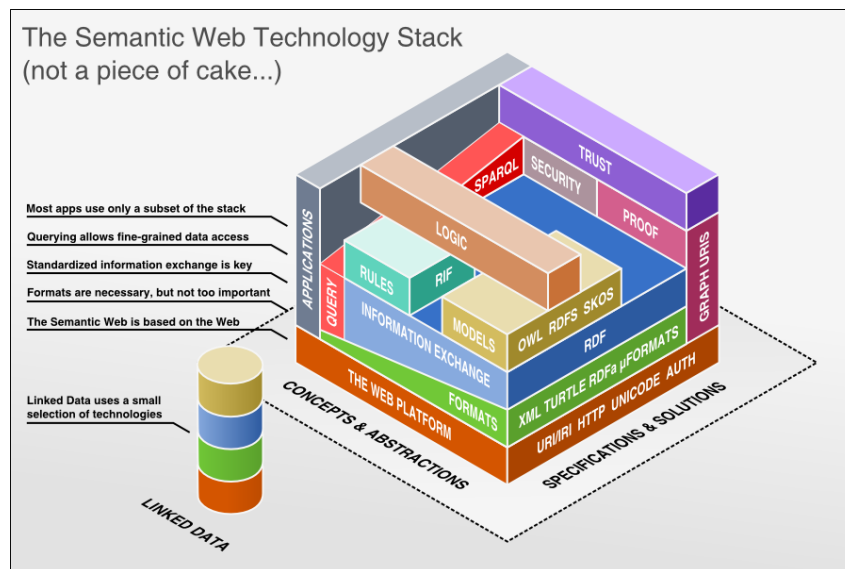 The Semantic Web Technology Stack
(not a piece of cake...)
Most apps use only a subset of the stack
Querying allows fine-grained data access
Standardized information exchange is key
Formats are necessary, but not too important
The Semantic Web is based on the Web
Linked Data uses a small
selection of technologies
LINKED DATA
APPLICATIONS
QUERY
RULES
RIF
LOGIC
SPARQL
SECURITY
TRUST
PROOF
GRAPH URIS
MODELS
OWL RDFS SKOS
INFORMATION EXCHANGE
RDF
FORMATS
XML TURTLE RDFa µFORMATS
THE WEB PLATFORM
URI/IRI HTTP UNICODE AUTH
CONCEPTS & ABSTRACTIONS
SPECIFICATIONS & SOLUTIONS